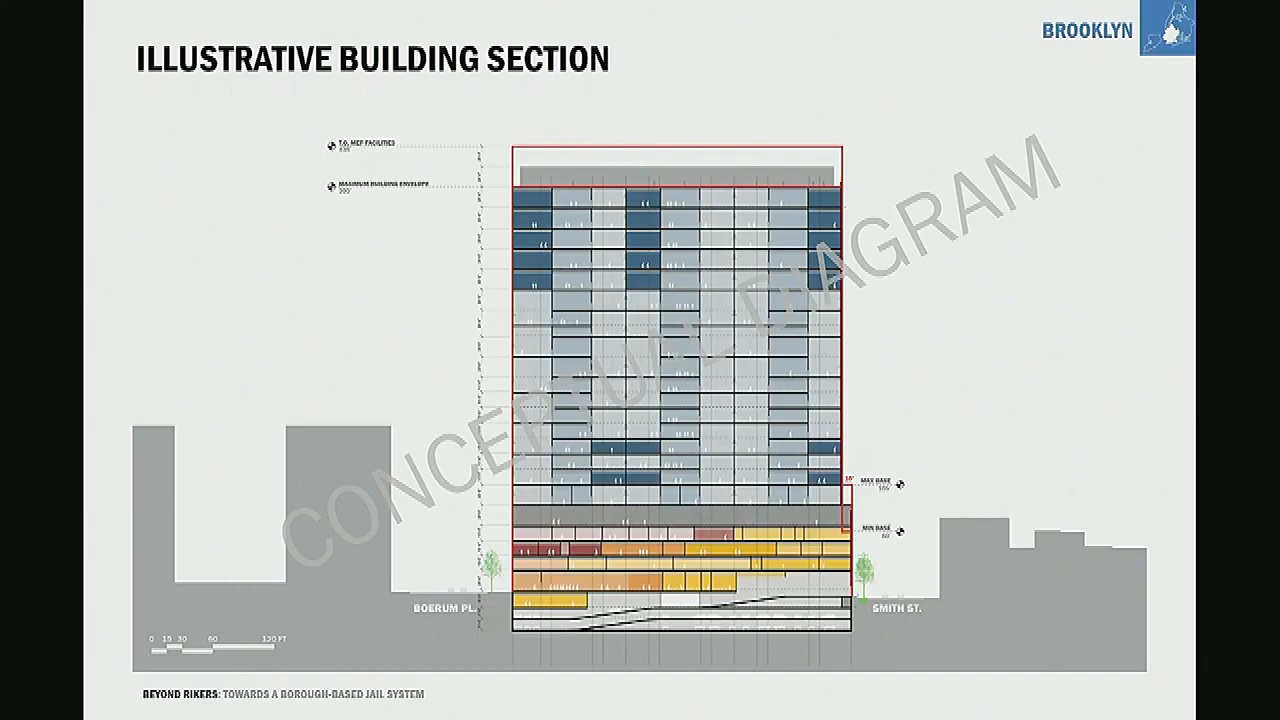 BROOKLYN
ILLUSTRATIVE BUILDING SECTION
T.O. MEP FACILITIES
MAXIMUM BUILDING ENVELOPE
CONCEPTUAL DIAGRAM
MAX BASE
MIN BASE
60'
BOERUM PL.
SMITH ST.
0 15 30 60 120 FT
BEYOND RIKERS: TOWARDS A BOROUGH-BASED JAIL SYSTEM